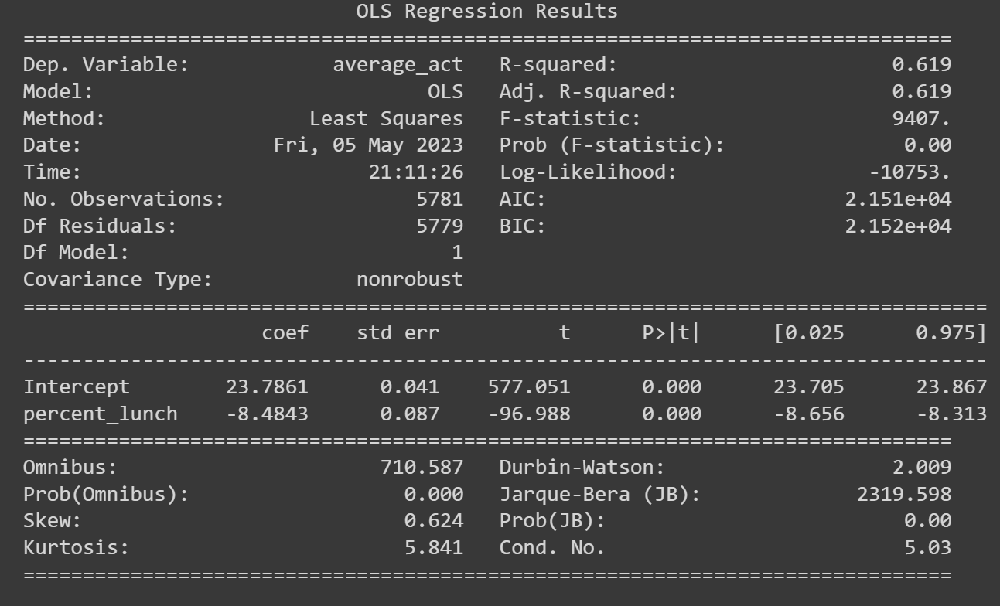 OLS Regression Results
==============================================================================
Dep. Variable:            average_act   R-squared:                       0.619
Model:                            OLS   Adj. R-squared:                  0.619
Method:                 Least Squares   F-statistic:                     9407.
Date:                Fri, 05 May 2023   Prob (F-statistic):               0.00
Time:                        21:11:26   Log-Likelihood:                -10753.
No. Observations:                5781   AIC:                         2.151e+04
Df Residuals:                    5779   BIC:                         2.152e+04
Df Model:                           1
Covariance Type:            nonrobust
=================================================================================
                    coef    std err          t      P>|t|      [0.025      0.975]
---------------------------------------------------------------------------------
Intercept        23.7861      0.041    577.051      0.000      23.705      23.867
percent_lunch    -8.4843      0.087    -96.988      0.000      -8.656      -8.313
==============================================================================
Omnibus:                      710.587   Durbin-Watson:                   2.009
Prob(Omnibus):                  0.000   Jarque-Bera (JB):             2319.598
Skew:                           0.624   Prob(JB):                         0.00
Kurtosis:                       5.841   Cond. No.                         5.03
==============================================================================